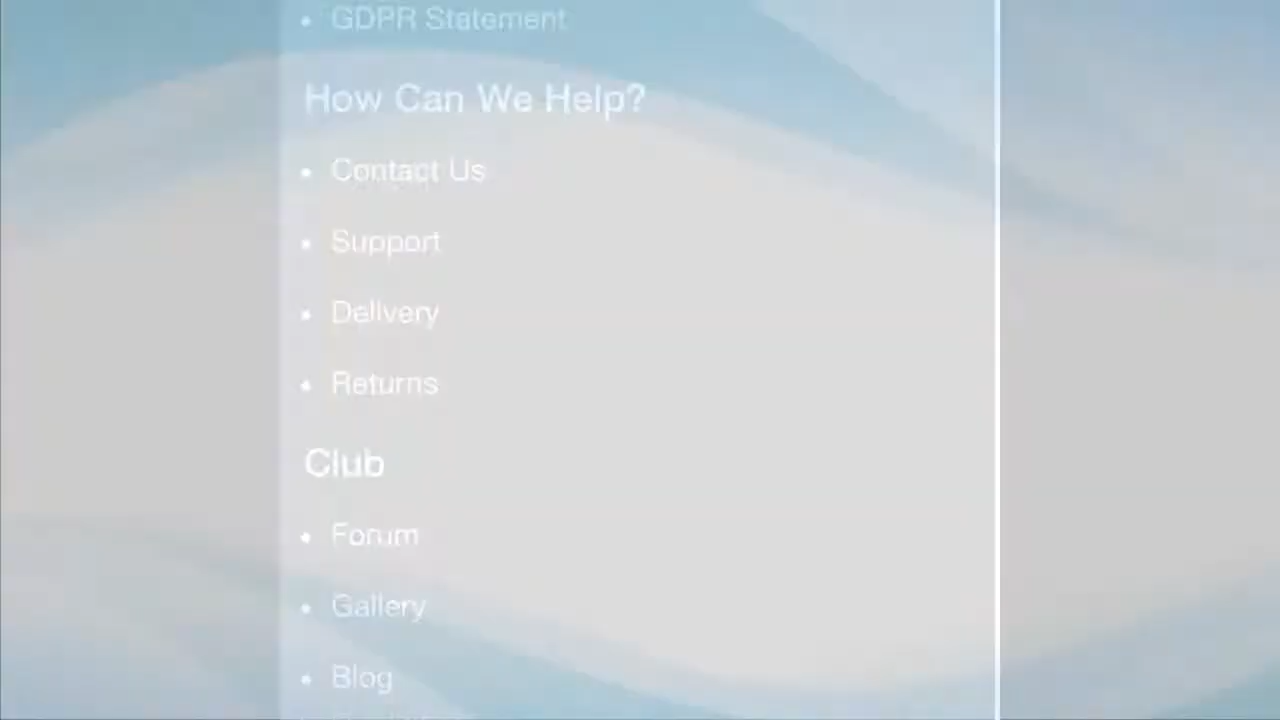 GDPR Statement
How Can We Help?
Contact Us
Support
Delivery
Returns
Club
Forum
Gallery
Blog